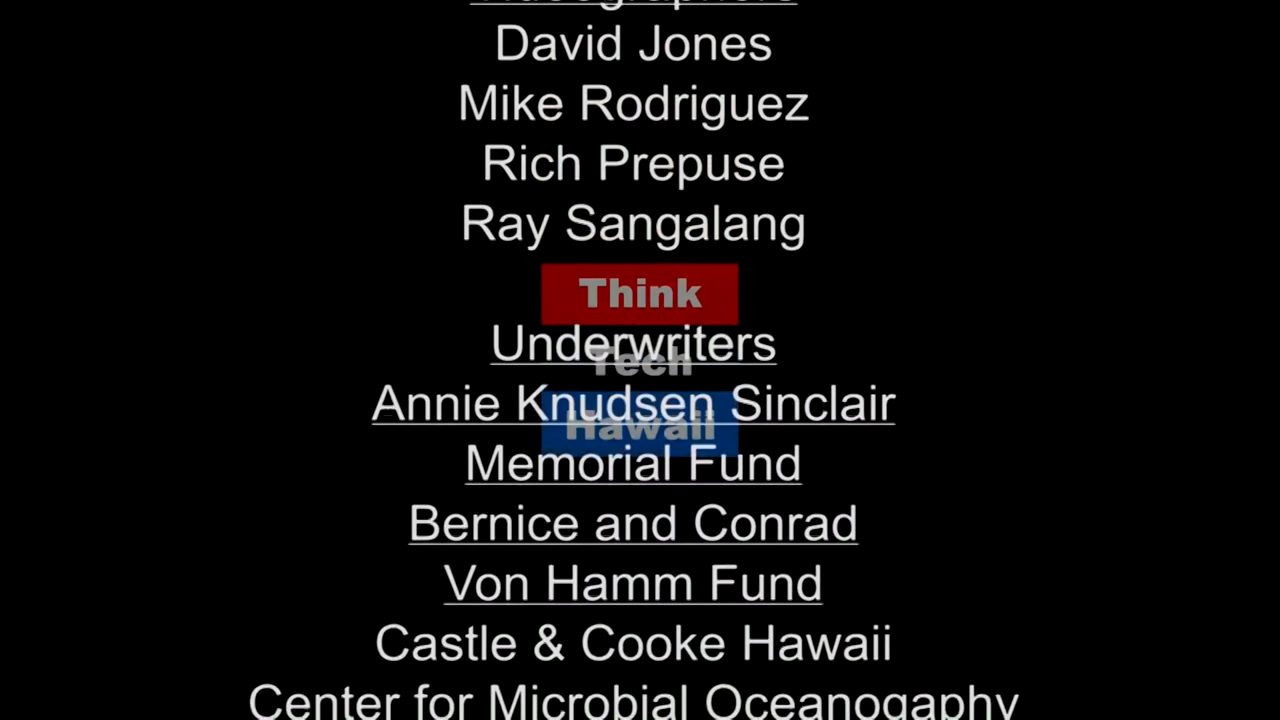 David Jones
Mike Rodriguez
Rich Prepuse
Ray Sangalang
Think
Underwriters
Tech
Annie Knudsen Sinclair
Hawaii
Memorial Fund
Bernice and Conrad
Von Hamm Fund
Castle & Cooke Hawaii
Center for Microbial Oceanogaphy